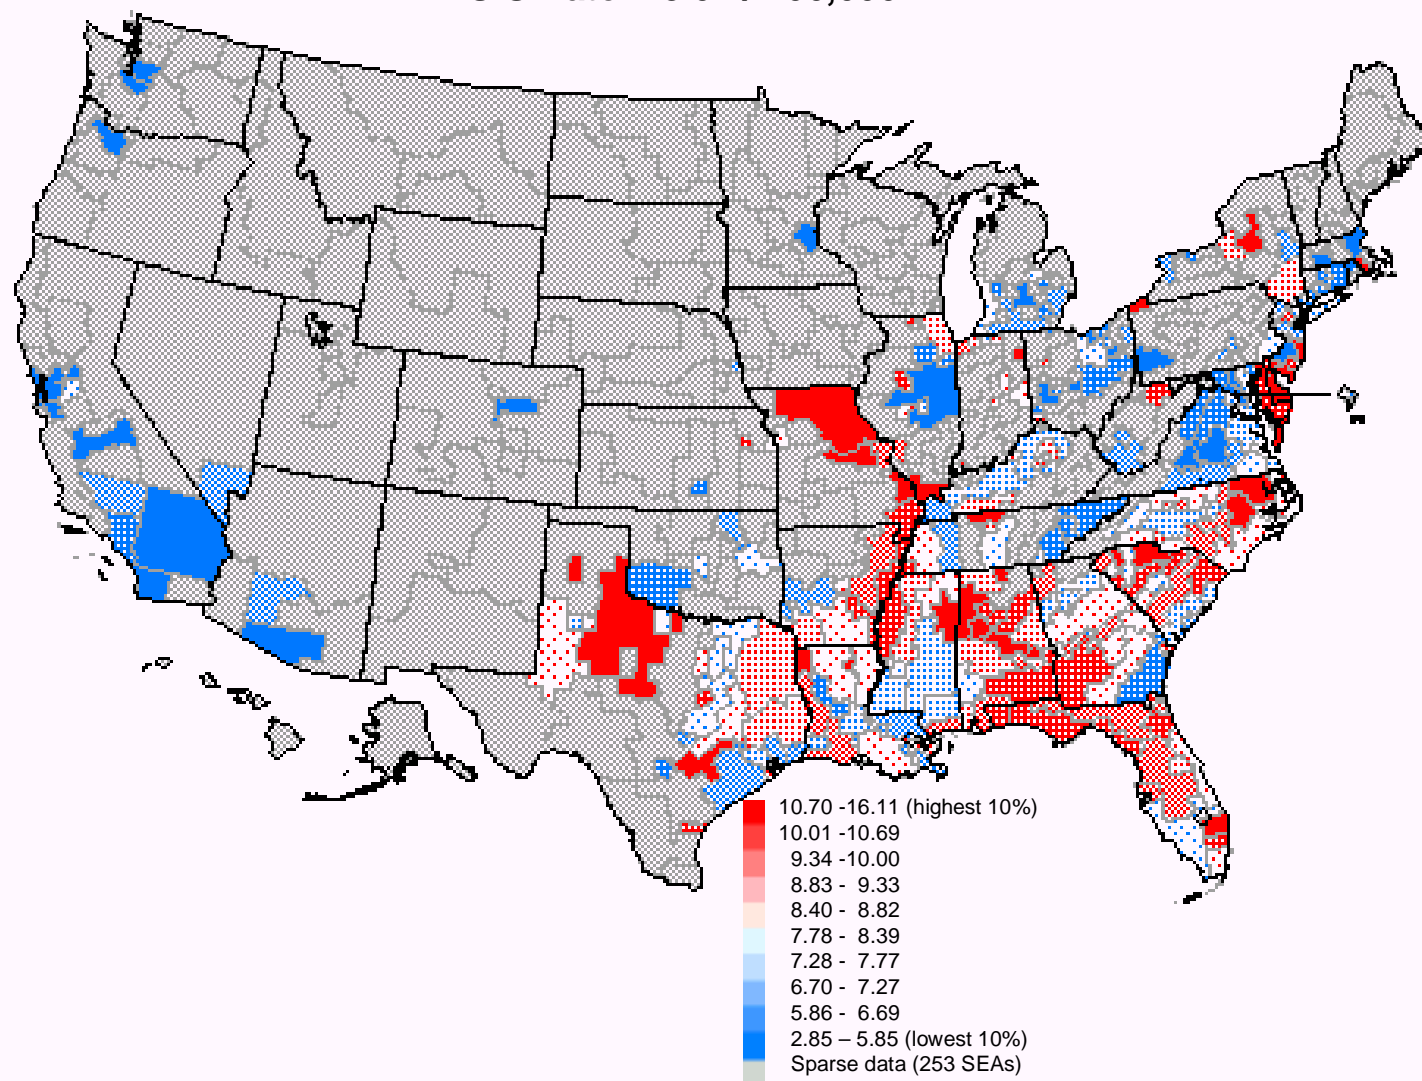 10.70 -16.11 (highest 10%)
10.01 -10.69
9.34 -10.00
8.83 - 9.33
8.40 - 8.82
7.78 - 8.39
7.28 - 7.77
6.70 - 7.27
5.86 - 6.69
2.85 – 5.85 (lowest 10%)
Sparse data (253 SEAs)